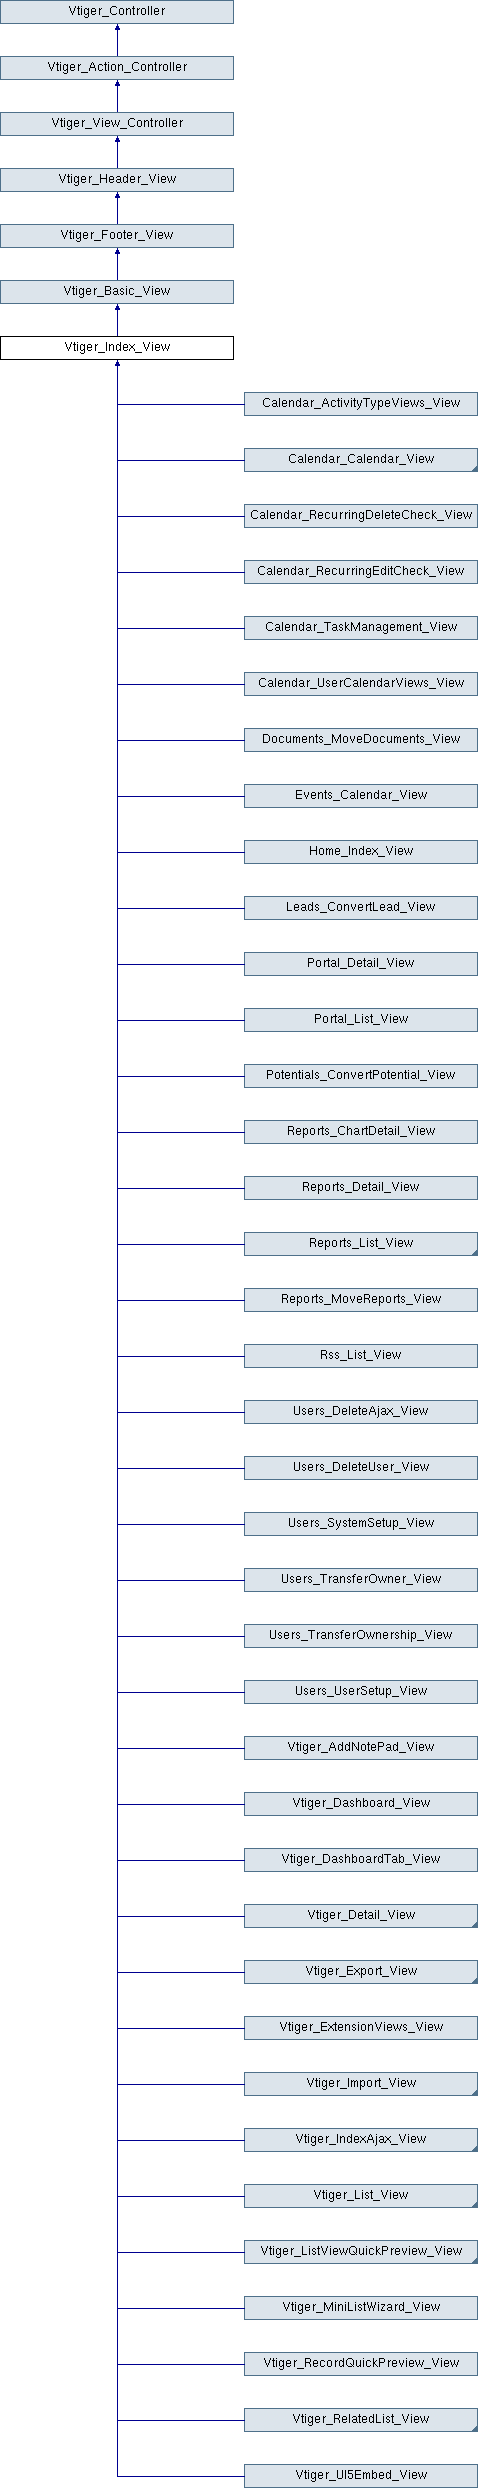 Vtiger_Controller
Vtiger_Action_Controller
Vtiger_View_Controller
Vtiger_Header_View
Vtiger_Footer_View
Vtiger_Basic_View
Vtiger_Index_View
Calendar_ActivityTypeViews_View
Calendar_Calendar_View
Calendar_RecurringDeleteCheck_View
Calendar_RecurringEditCheck_View
Calendar_TaskManagement_View
Calendar_UserCalendarViews_View
Documents_MoveDocuments_View
Events_Calendar_View
Home_Index_View
Leads_ConvertLead_View
Portal_Detail_View
Portal_List_View
Potentials_ConvertPotential_View
Reports_ChartDetail_View
Reports_Detail_View
Reports_List_View
Reports_MoveReports_View
Rss_List_View
Users_DeleteAjax_View
Users_DeleteUser_View
Users_SystemSetup_View
Users_TransferOwner_View
Users_TransferOwnership_View
Users_UserSetup_View
Vtiger_AddNotePad_View
Vtiger_Dashboard_View
Vtiger_DashboardTab_View
Vtiger_Detail_View
Vtiger_Export_View
Vtiger_ExtensionViews_View
Vtiger_Import_View
Vtiger_IndexAjax_View
Vtiger_List_View
Vtiger_ListViewQuickPreview_View
Vtiger_MiniListWizard_View
Vtiger_RecordQuickPreview_View
Vtiger_RelatedList_View
Vtiger_UI5Embed_View